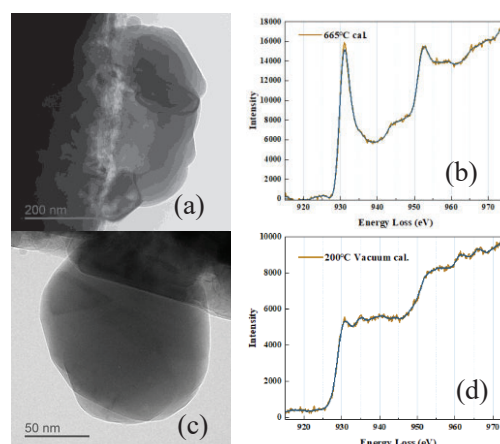 200 nm
(a)
18000
16000
14000
12000
10000
8000
6000
4000
2000
0
Intensity
665°C cal.
(b)
920 930 940 950 960 970
Energy Loss (eV)
50 nm
(c)
10000
8000
6000
4000
2000
0
Intensity
200°C Vacuum cal.
(d)
920 930 940 950 960 970
Energy Loss (eV)